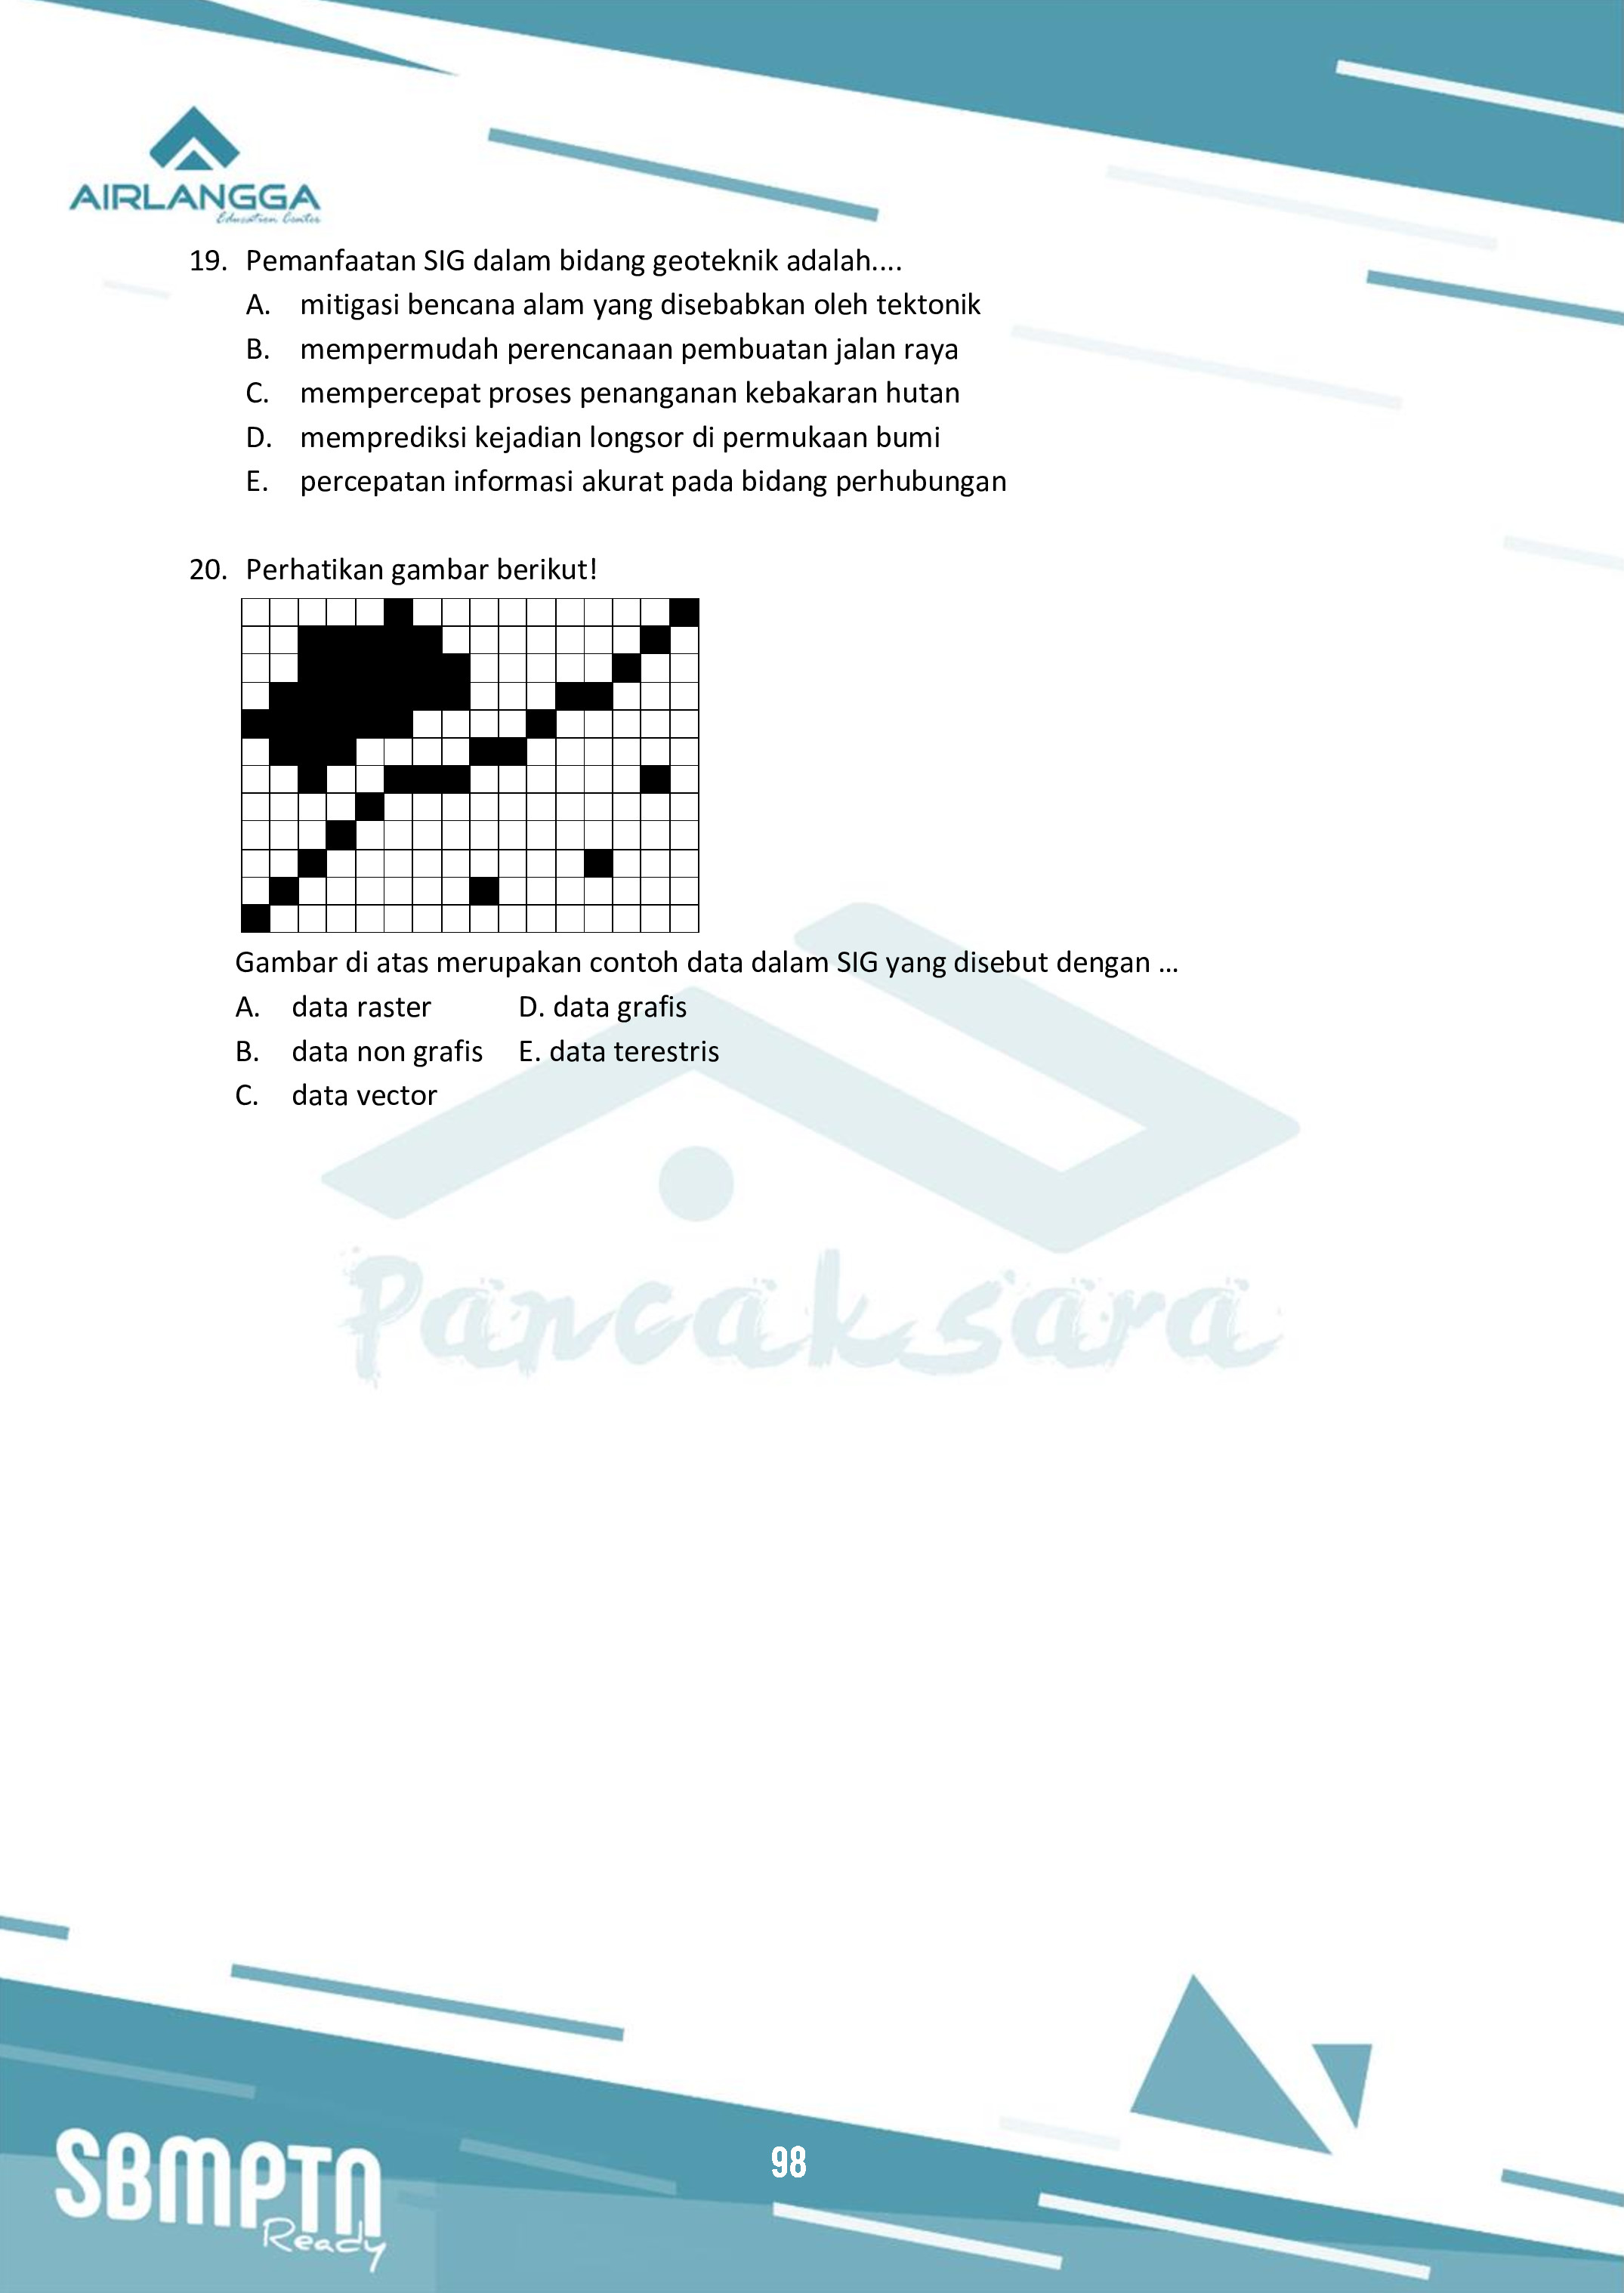 AIRLANGGA
Education Center
19. Pemanfaatan SIG dalam bidang geoteknik adalah....
A. mitigasi bencana alam yang disebabkan oleh tektonik
B. mempermudah perencanaan pembuatan jalan raya
C. mempercepat proses penanganan kebakaran hutan
D. memprediksi kejadian longsor di permukaan bumi
E. percepatan informasi akurat pada bidang perhubungan
20. Perhatikan gambar berikut!
Gambar di atas merupakan contoh data dalam SIG yang disebut dengan ...
A. data raster D. data grafis
B. data non grafis E. data terestris
C. data vector
Pancaksara
SBMPTN
Ready
98